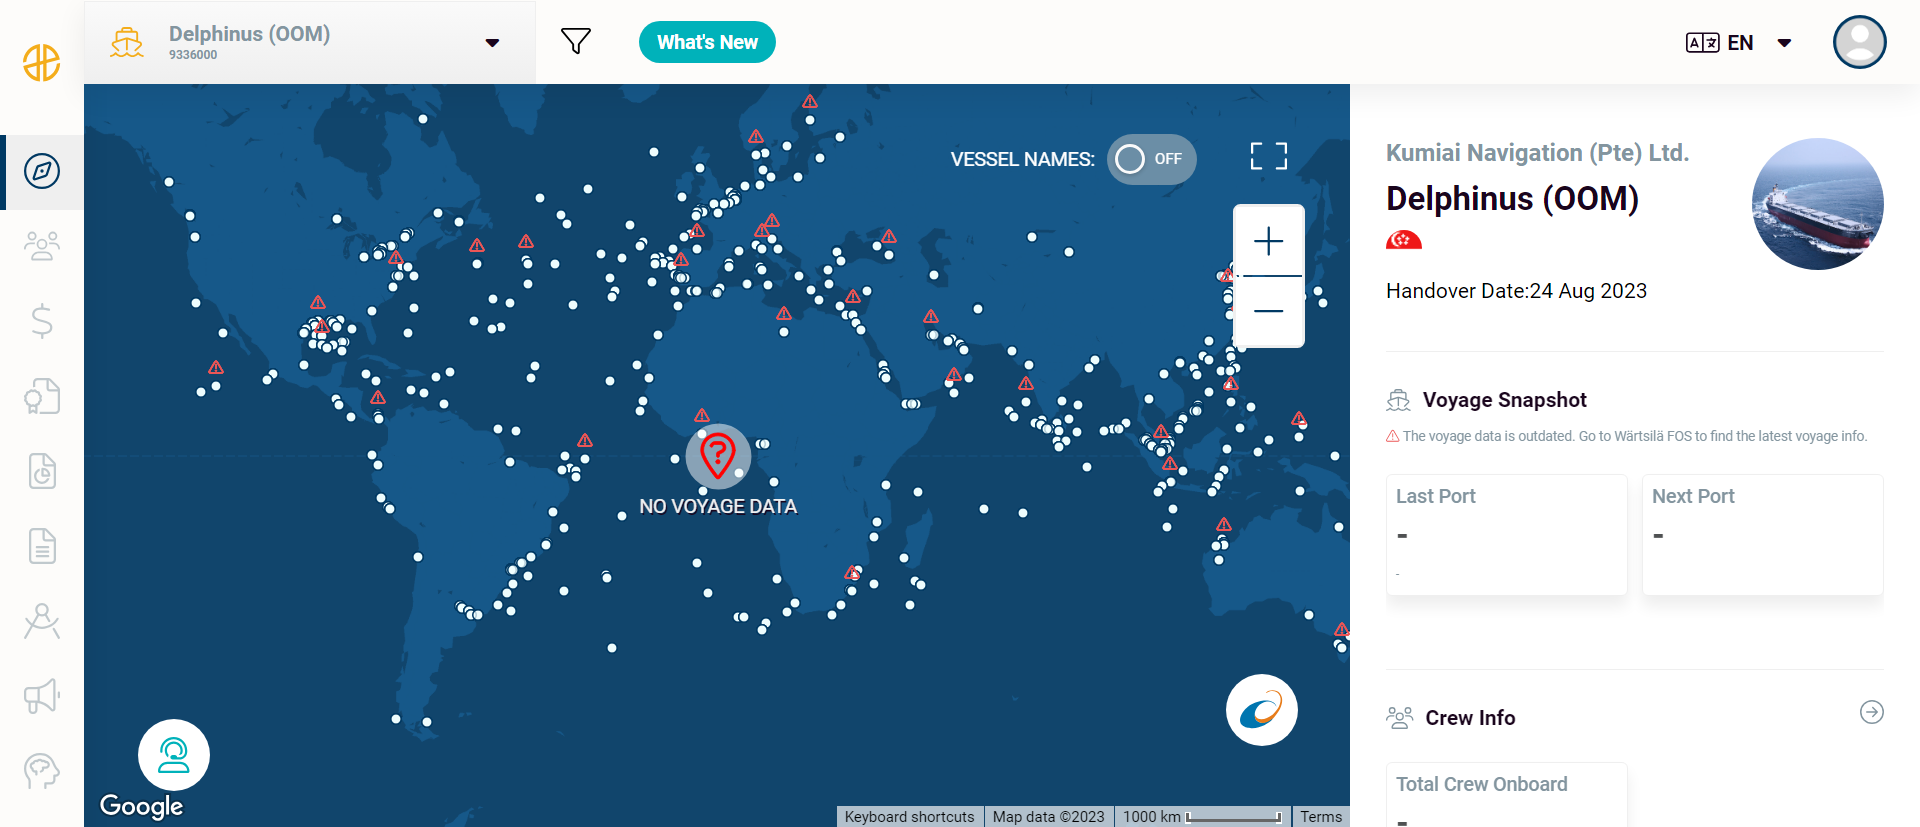 Delphinus (OOM)
9336000
What's New
EN
VESSEL NAMES:
OFF
NO VOYAGE DATA
Google
Keyboard shortcuts
Map data ©2023
1000 km
Terms
Kumiai Navigation (Pte) Ltd.
Delphinus (OOM)
Handover Date:24 Aug 2023
Voyage Snapshot
The voyage data is outdated. Go to Wärtsilä FOS to find the latest voyage info.
Last Port
-
-
Next Port
-
Crew Info
Total Crew Onboard
-